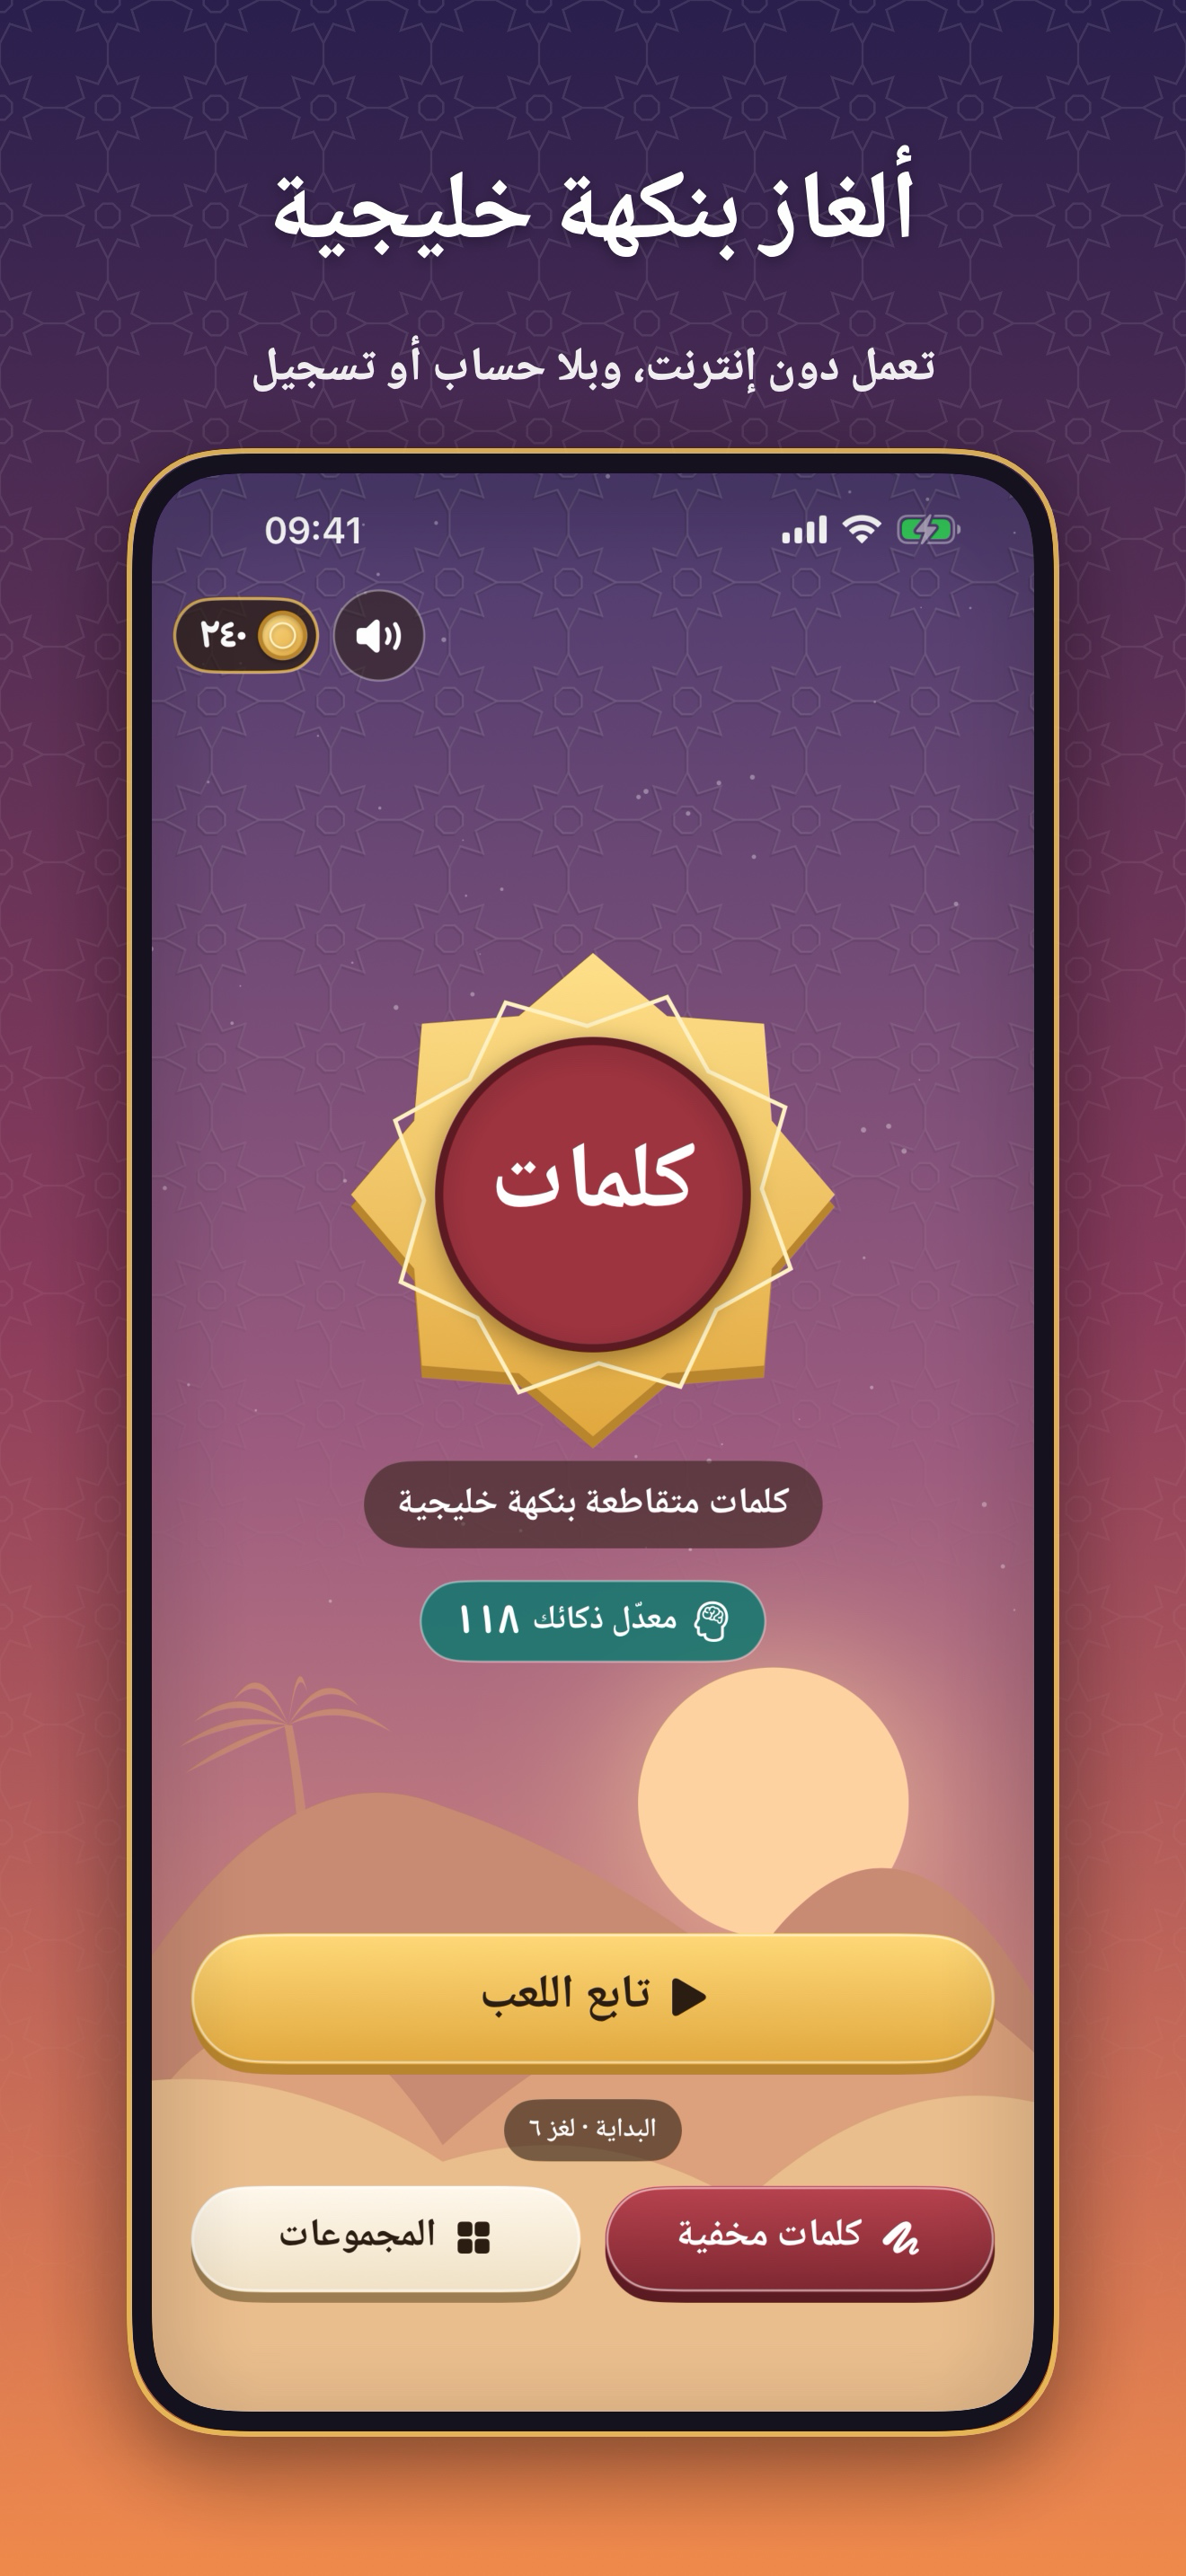 ألغاز بنكهة خليجية
تعمل دون إنترنت، وبلا حساب أو تسجيل
09:41
٢٤٠
كلمات
كلمات متقاطعة بنكهة خليجية
معدّل ذكائك ١١٨
تابع اللعب
البداية · لغز ٦
كلمات مخفية
المجموعات